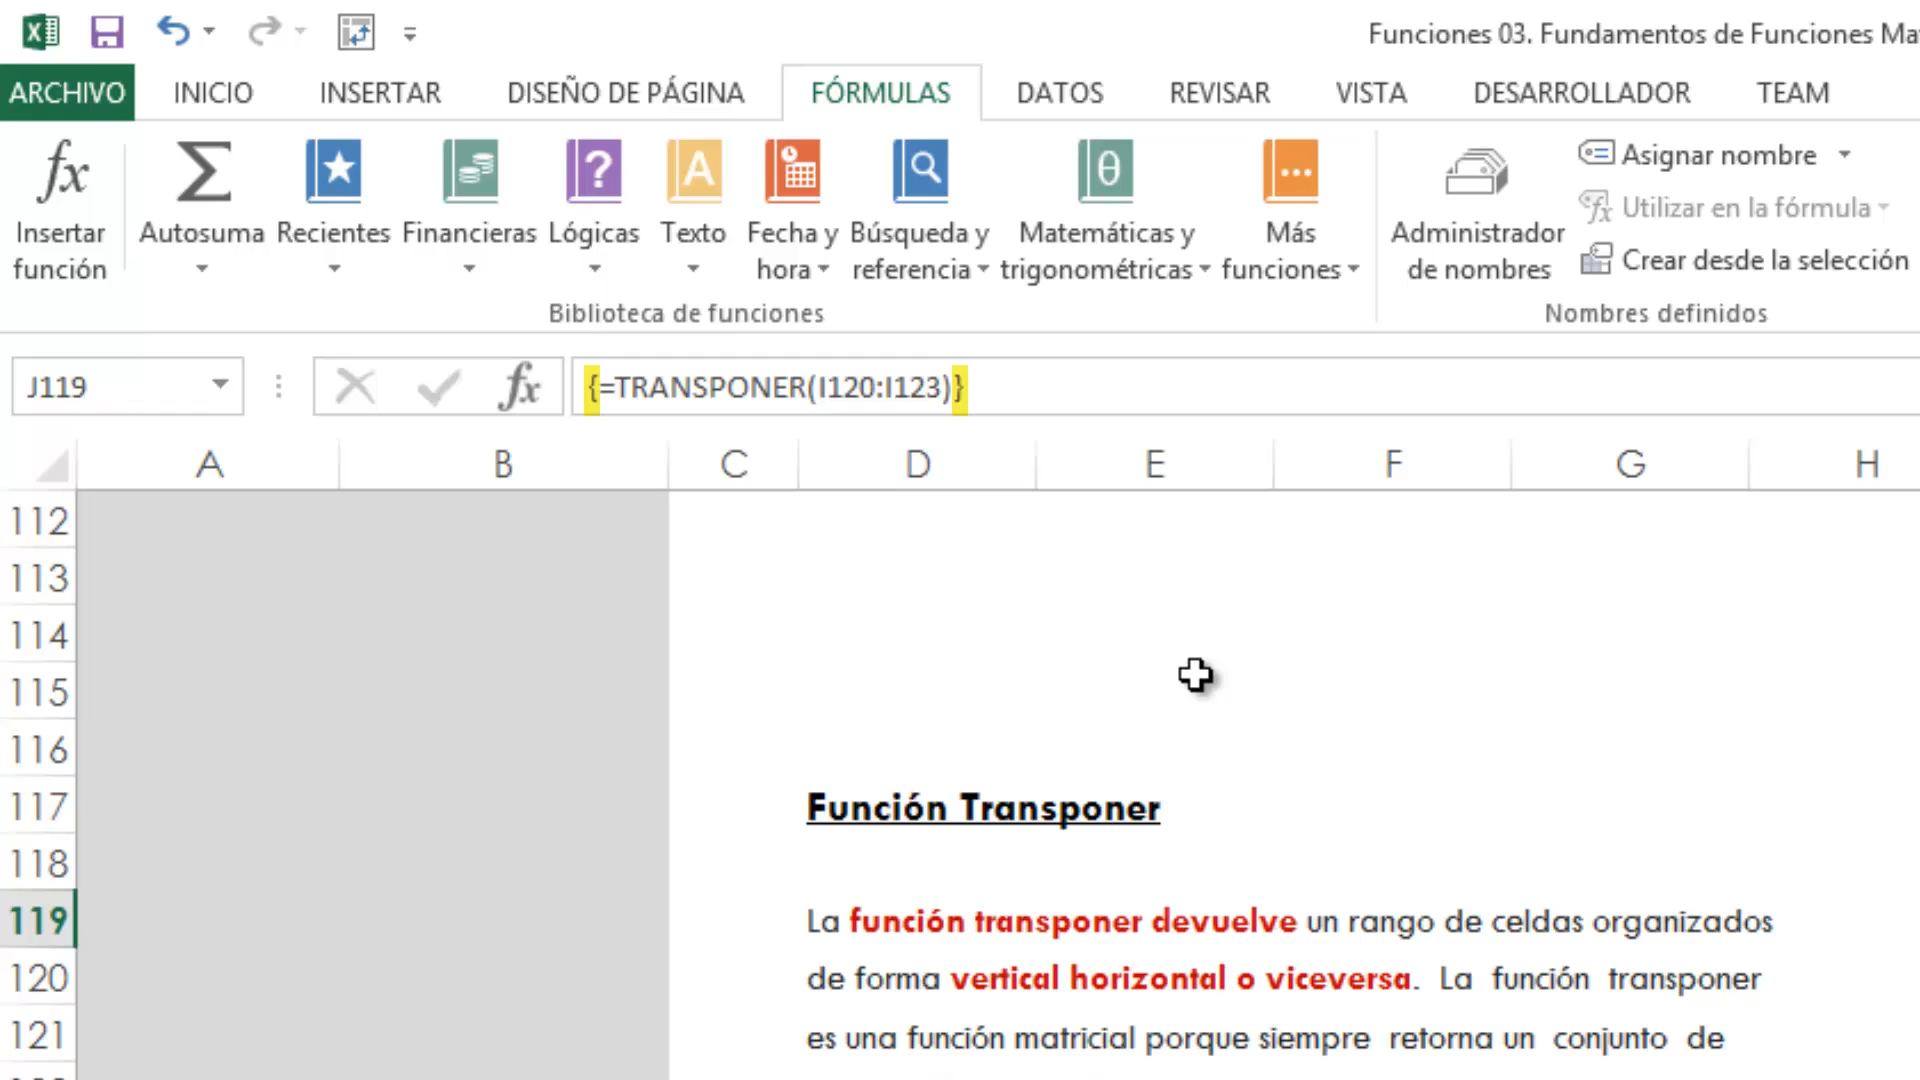 Funciones 03. Fundamentos de Funciones Ma
ARCHIVO INICIO INSERTAR DISEÑO DE PÁGINA FÓRMULAS DATOS REVISAR VISTA DESARROLLADOR TEAM
Insertar función
Autosuma
Recientes
Financieras
Lógicas
Texto
Fecha y hora
Búsqueda y referencia
Matemáticas y trigonométricas
Más funciones
Biblioteca de funciones
Administrador de nombres
Asignar nombre
Utilizar en la fórmula
Crear desde la selección
Nombres definidos
J119
fx
{=TRANSPONER(I120:I123)}
A B C D E F G H
112
113
114
115
116
117
Función Transponer
118
119
La función transponer devuelve un rango de celdas organizados
120
de forma vertical horizontal o viceversa. La función transponer
121
es una función matricial porque siempre retorna un conjunto de